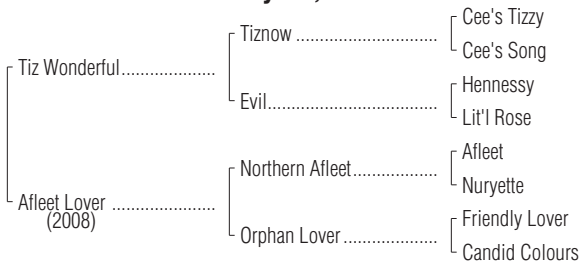 Cee's Tizzy
Tiznow
Cee's Song
Tiz Wonderful
Hennessy
Evil
Lit'l Rose
Afleet
Northern Afleet
Nuryette
Afleet Lover
(2008)
Friendly Lover
Orphan Lover
Candid Colours